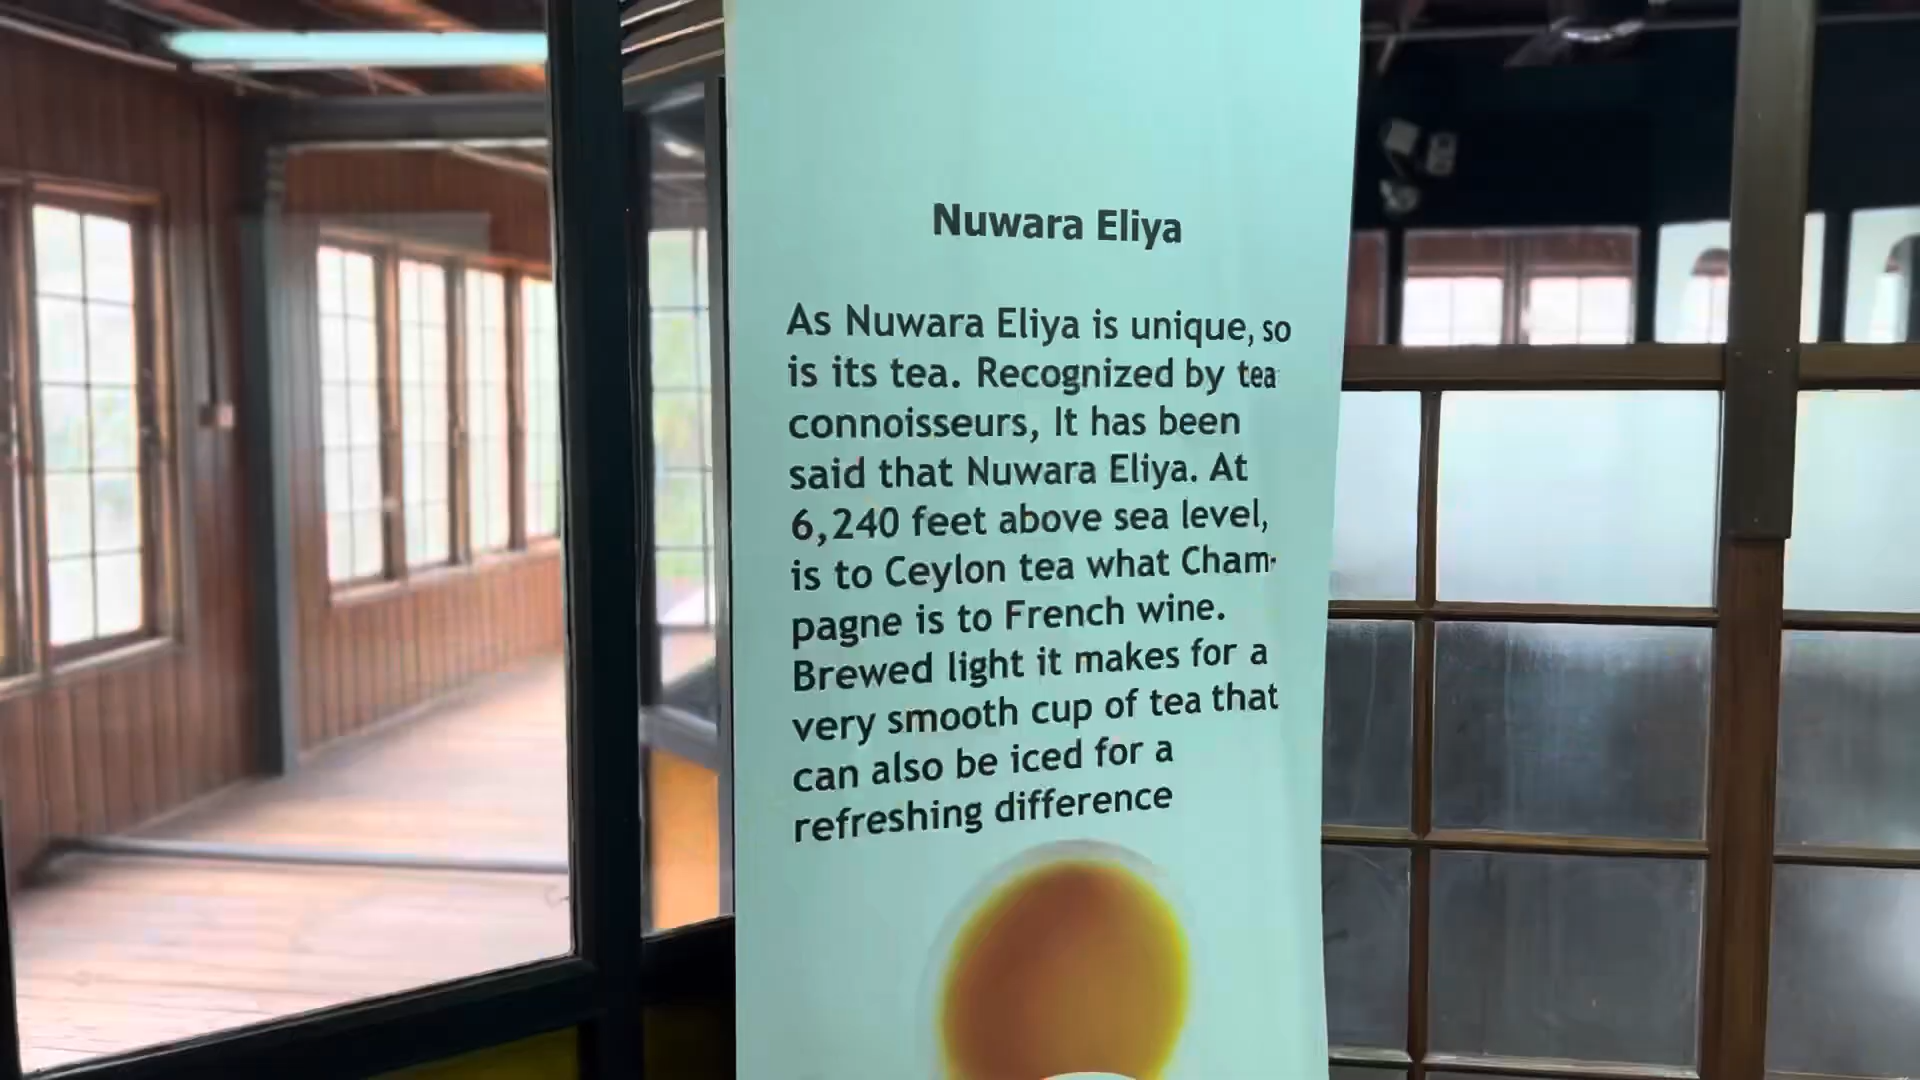 Nuwara Eliya
As Nuwara Eliya is unique, so
is its tea. Recognized by tea
connoisseurs, It has been
said that Nuwara Eliya. At
6,240 feet above sea level,
is to Ceylon tea what Cham-
pagne is to French wine.
Brewed light it makes for a
very smooth cup of tea that
can also be iced for a
refreshing difference